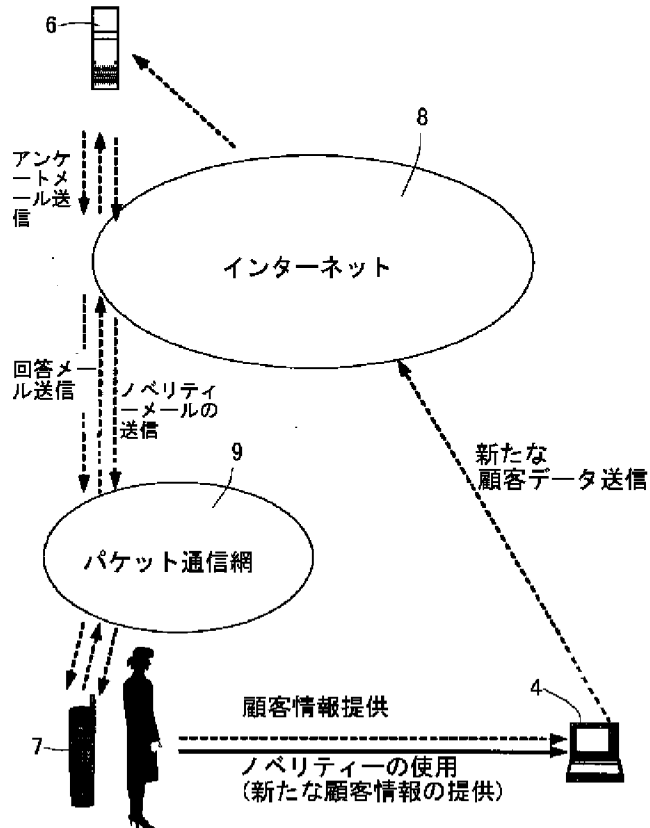 6
8
アンケ
ートメ
ール送
信
インターネット
回答メー
ル送信
ノベリティ
ーメールの
送信
9
新たな
顧客データ送信
パケット通信網
7
顧客情報提供
4
ノベリティーの使用
(新たな顧客情報の提供)